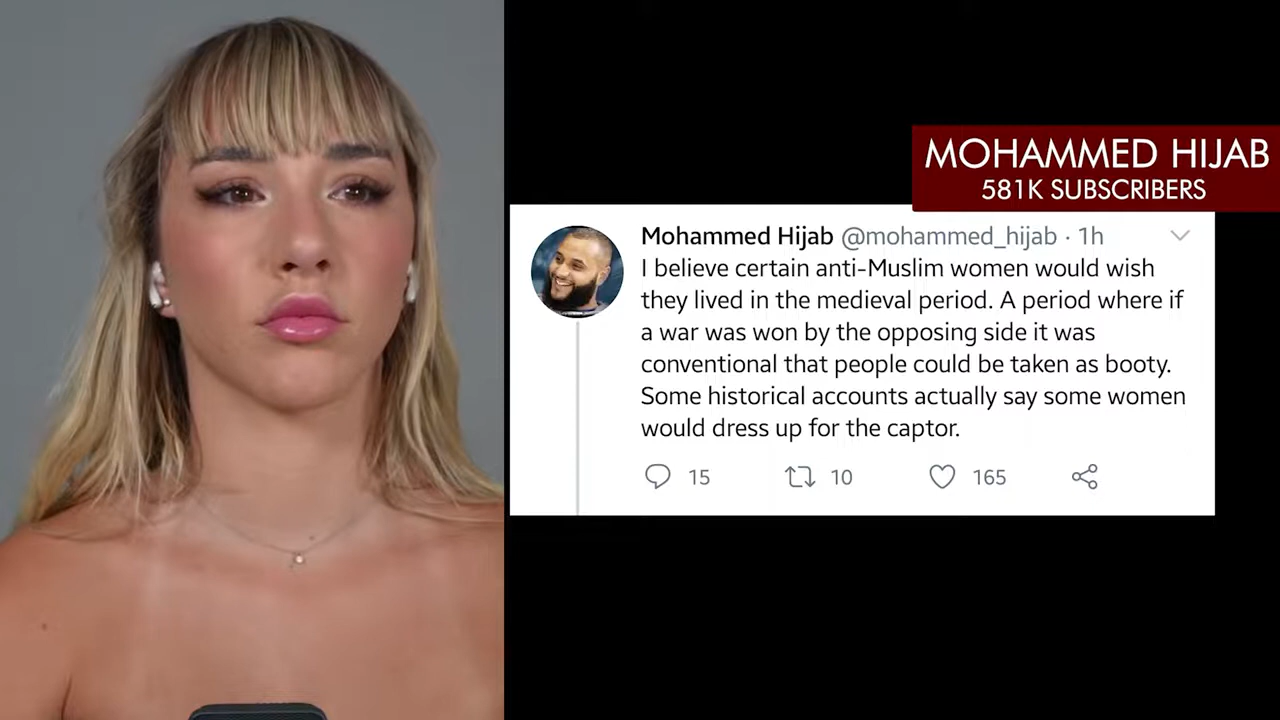 MOHAMMED HIJAB
581K SUBSCRIBERS
Mohammed Hijab @mohammed_hijab · 1h
I believe certain anti-Muslim women would wish
they lived in the medieval period. A period where if
a war was won by the opposing side it was
conventional that people could be taken as booty.
Some historical accounts actually say some women
would dress up for the captor.
15 10 165